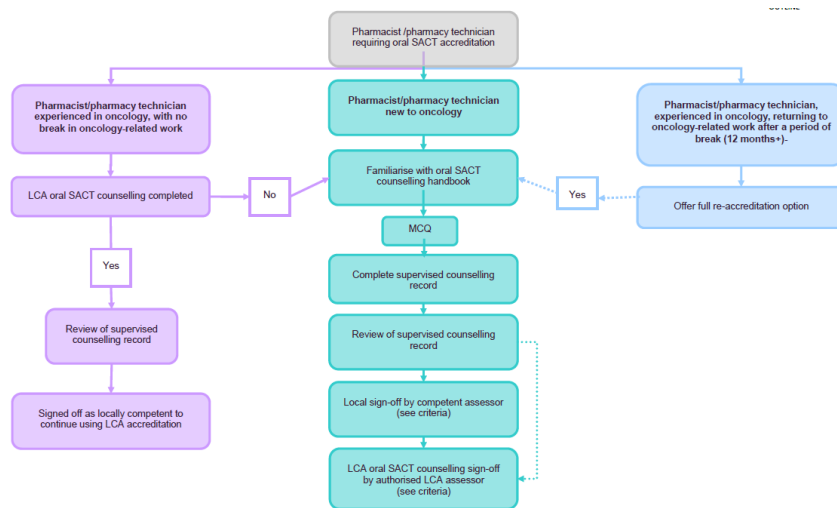 OUTLINE
Pharmacist /pharmacy technician
requiring oral SACT accreditation
Pharmacist/pharmacy technician
experienced in oncology, with no
break in oncology-related work
Pharmacist/pharmacy technician
new to oncology
Pharmacist/pharmacy technician,
experienced in oncology, returning to
oncology-related work after a period of
break (12 months+)-
LCA oral SACT counselling completed
No
Familiarise with oral SACT
counselling handbook
Yes
Offer full re-accreditation option
MCQ
Yes
Complete supervised counselling
record
Review of supervised
counselling record
Review of supervised counselling
record
Signed off as locally competent to
continue using LCA accreditation
Local sign-off by competent assessor
(see criteria)
LCA oral SACT counselling sign-off
by authorised LCA assessor
(see criteria)